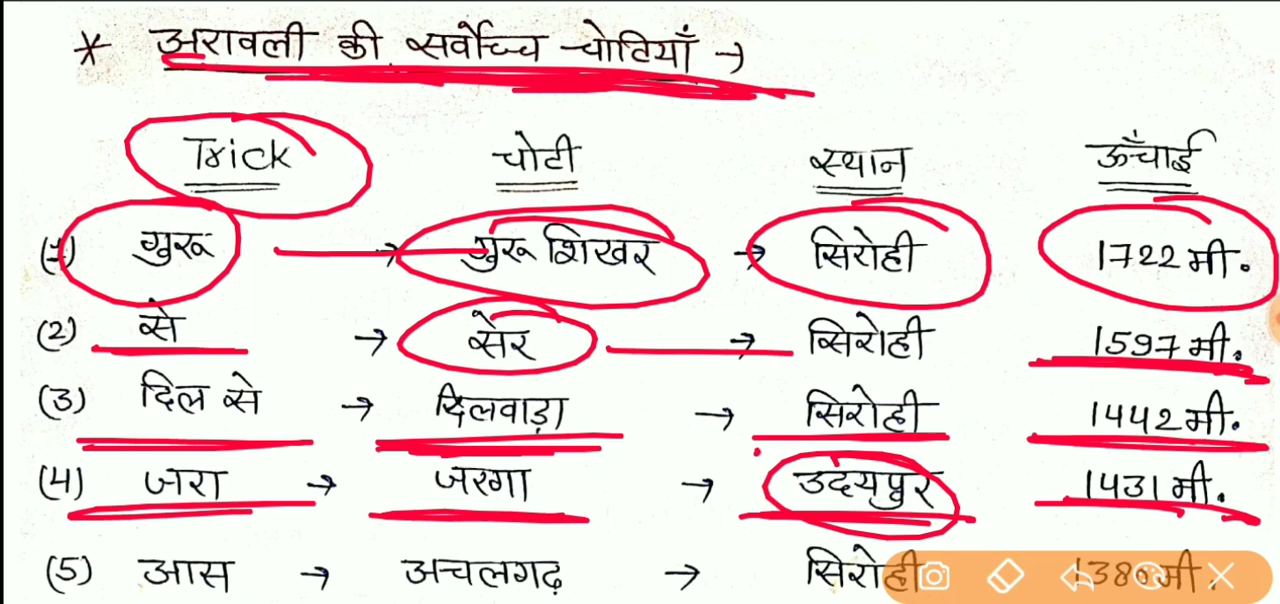 * अरावली की सर्वोच्च चोटियाँ →
Trick चोटी स्थान ऊँचाई
(1) गुरू → गुरू शिखर → सिरोही 1722 मी.
(2) से → सेर → सिरोही 1597 मी.
(3) दिल से → दिलवाड़ा → सिरोही 1442 मी.
(4) जरा → जरगा → उदयपुर 1431 मी.
(5) आस → अचलगढ़ → सिरोही 1380 मी.